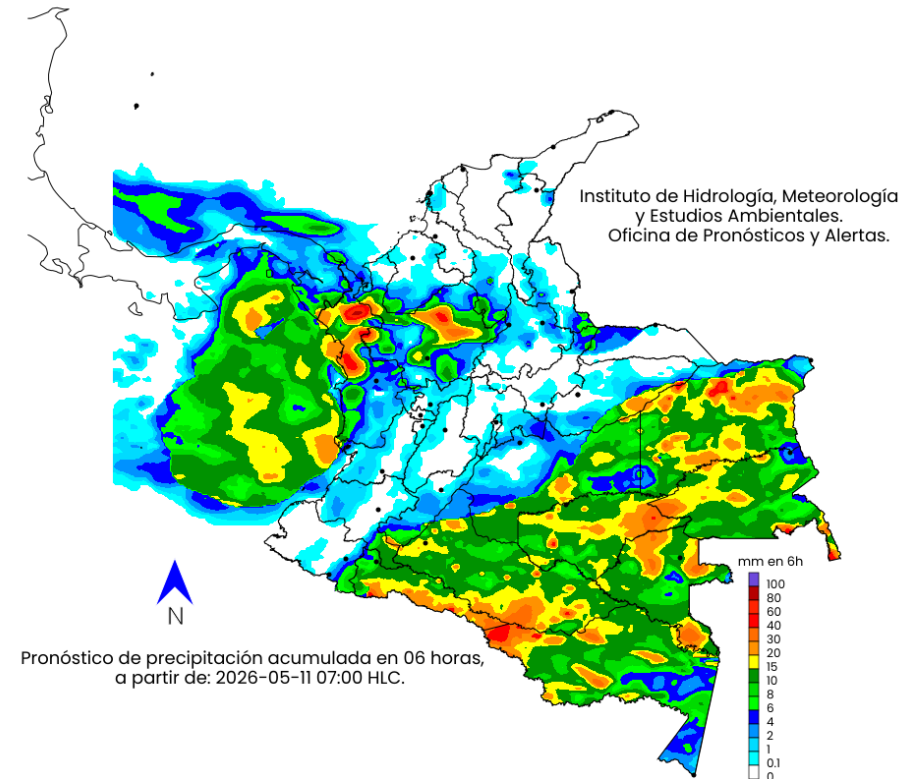 Instituto de Hidrología, Meteorología
y Estudios Ambientales.
Oficina de Pronósticos y Alertas.
mm en 6h
100
80
60
40
30
20
15
10
8
6
4
2
1
0.1
0
N
Pronóstico de precipitación acumulada en 06 horas,
a partir de: 2026-05-11 07:00 HLC.